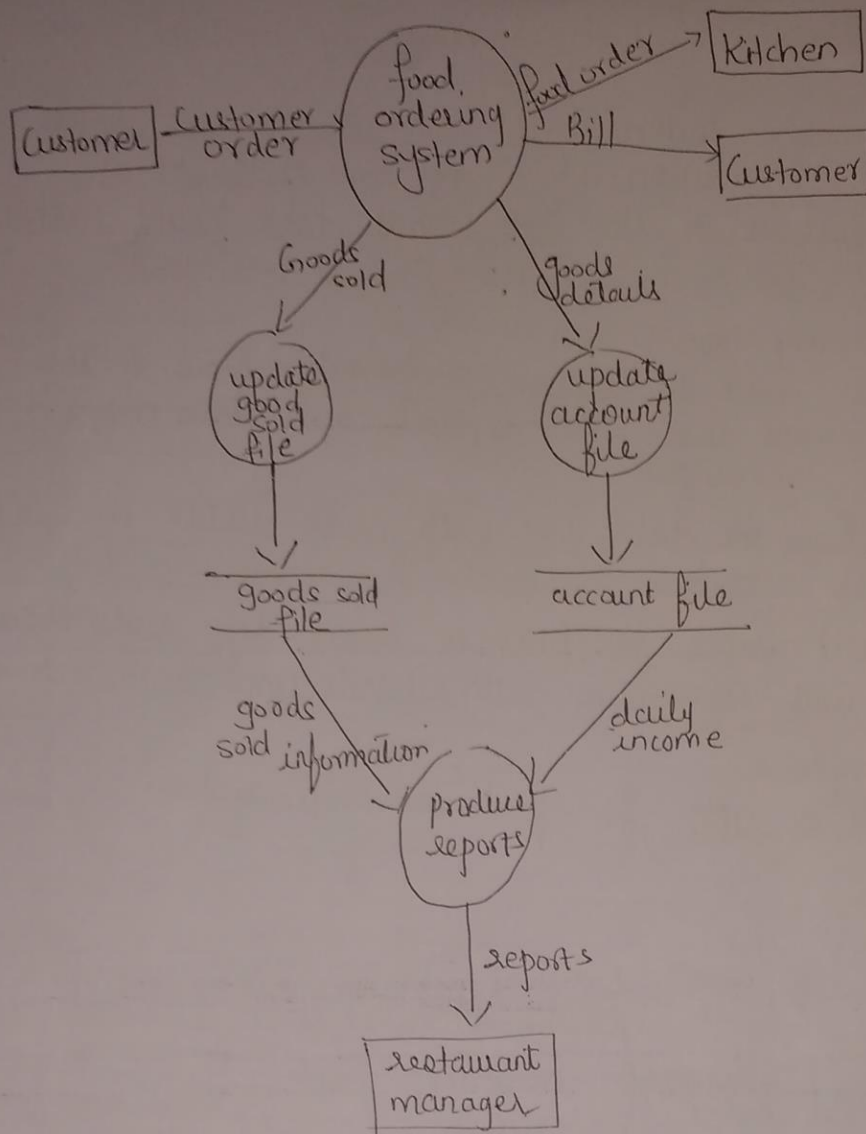 food
ordering
system
Customer
Customer
order
food order
Kitchen
Bill
Customer
Goods
sold
goods
details
update
good
sold
file
update
account
file
goods sold
file
account file
goods
sold information
daily
income
produce
reports
reports
restaurant
manager